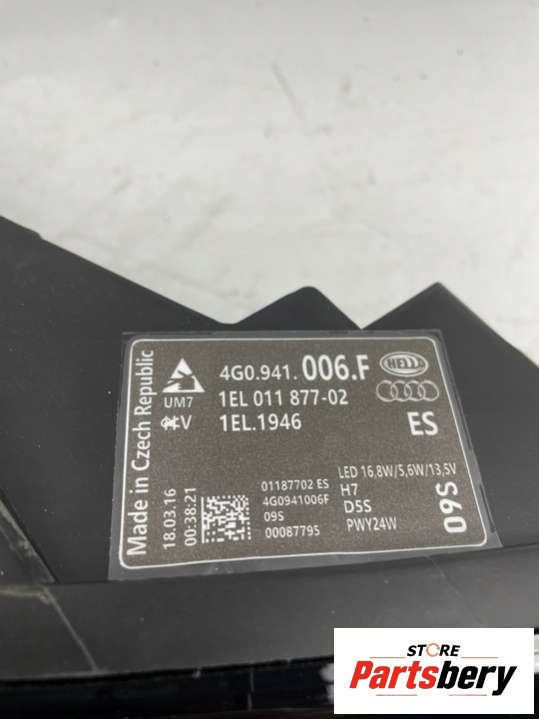 Made in Czech Republic
18.03.16
00:38:21
UM7
V
4G0.941.006.F
1EL 011 877-02
1EL.1946
HELLA
ES
01187702 ES
4G0941006F
09S
00087795
LED 16,8W/5,6W/13,5V
H7
D5S
PWY24W
09S
STORE
Partsbery